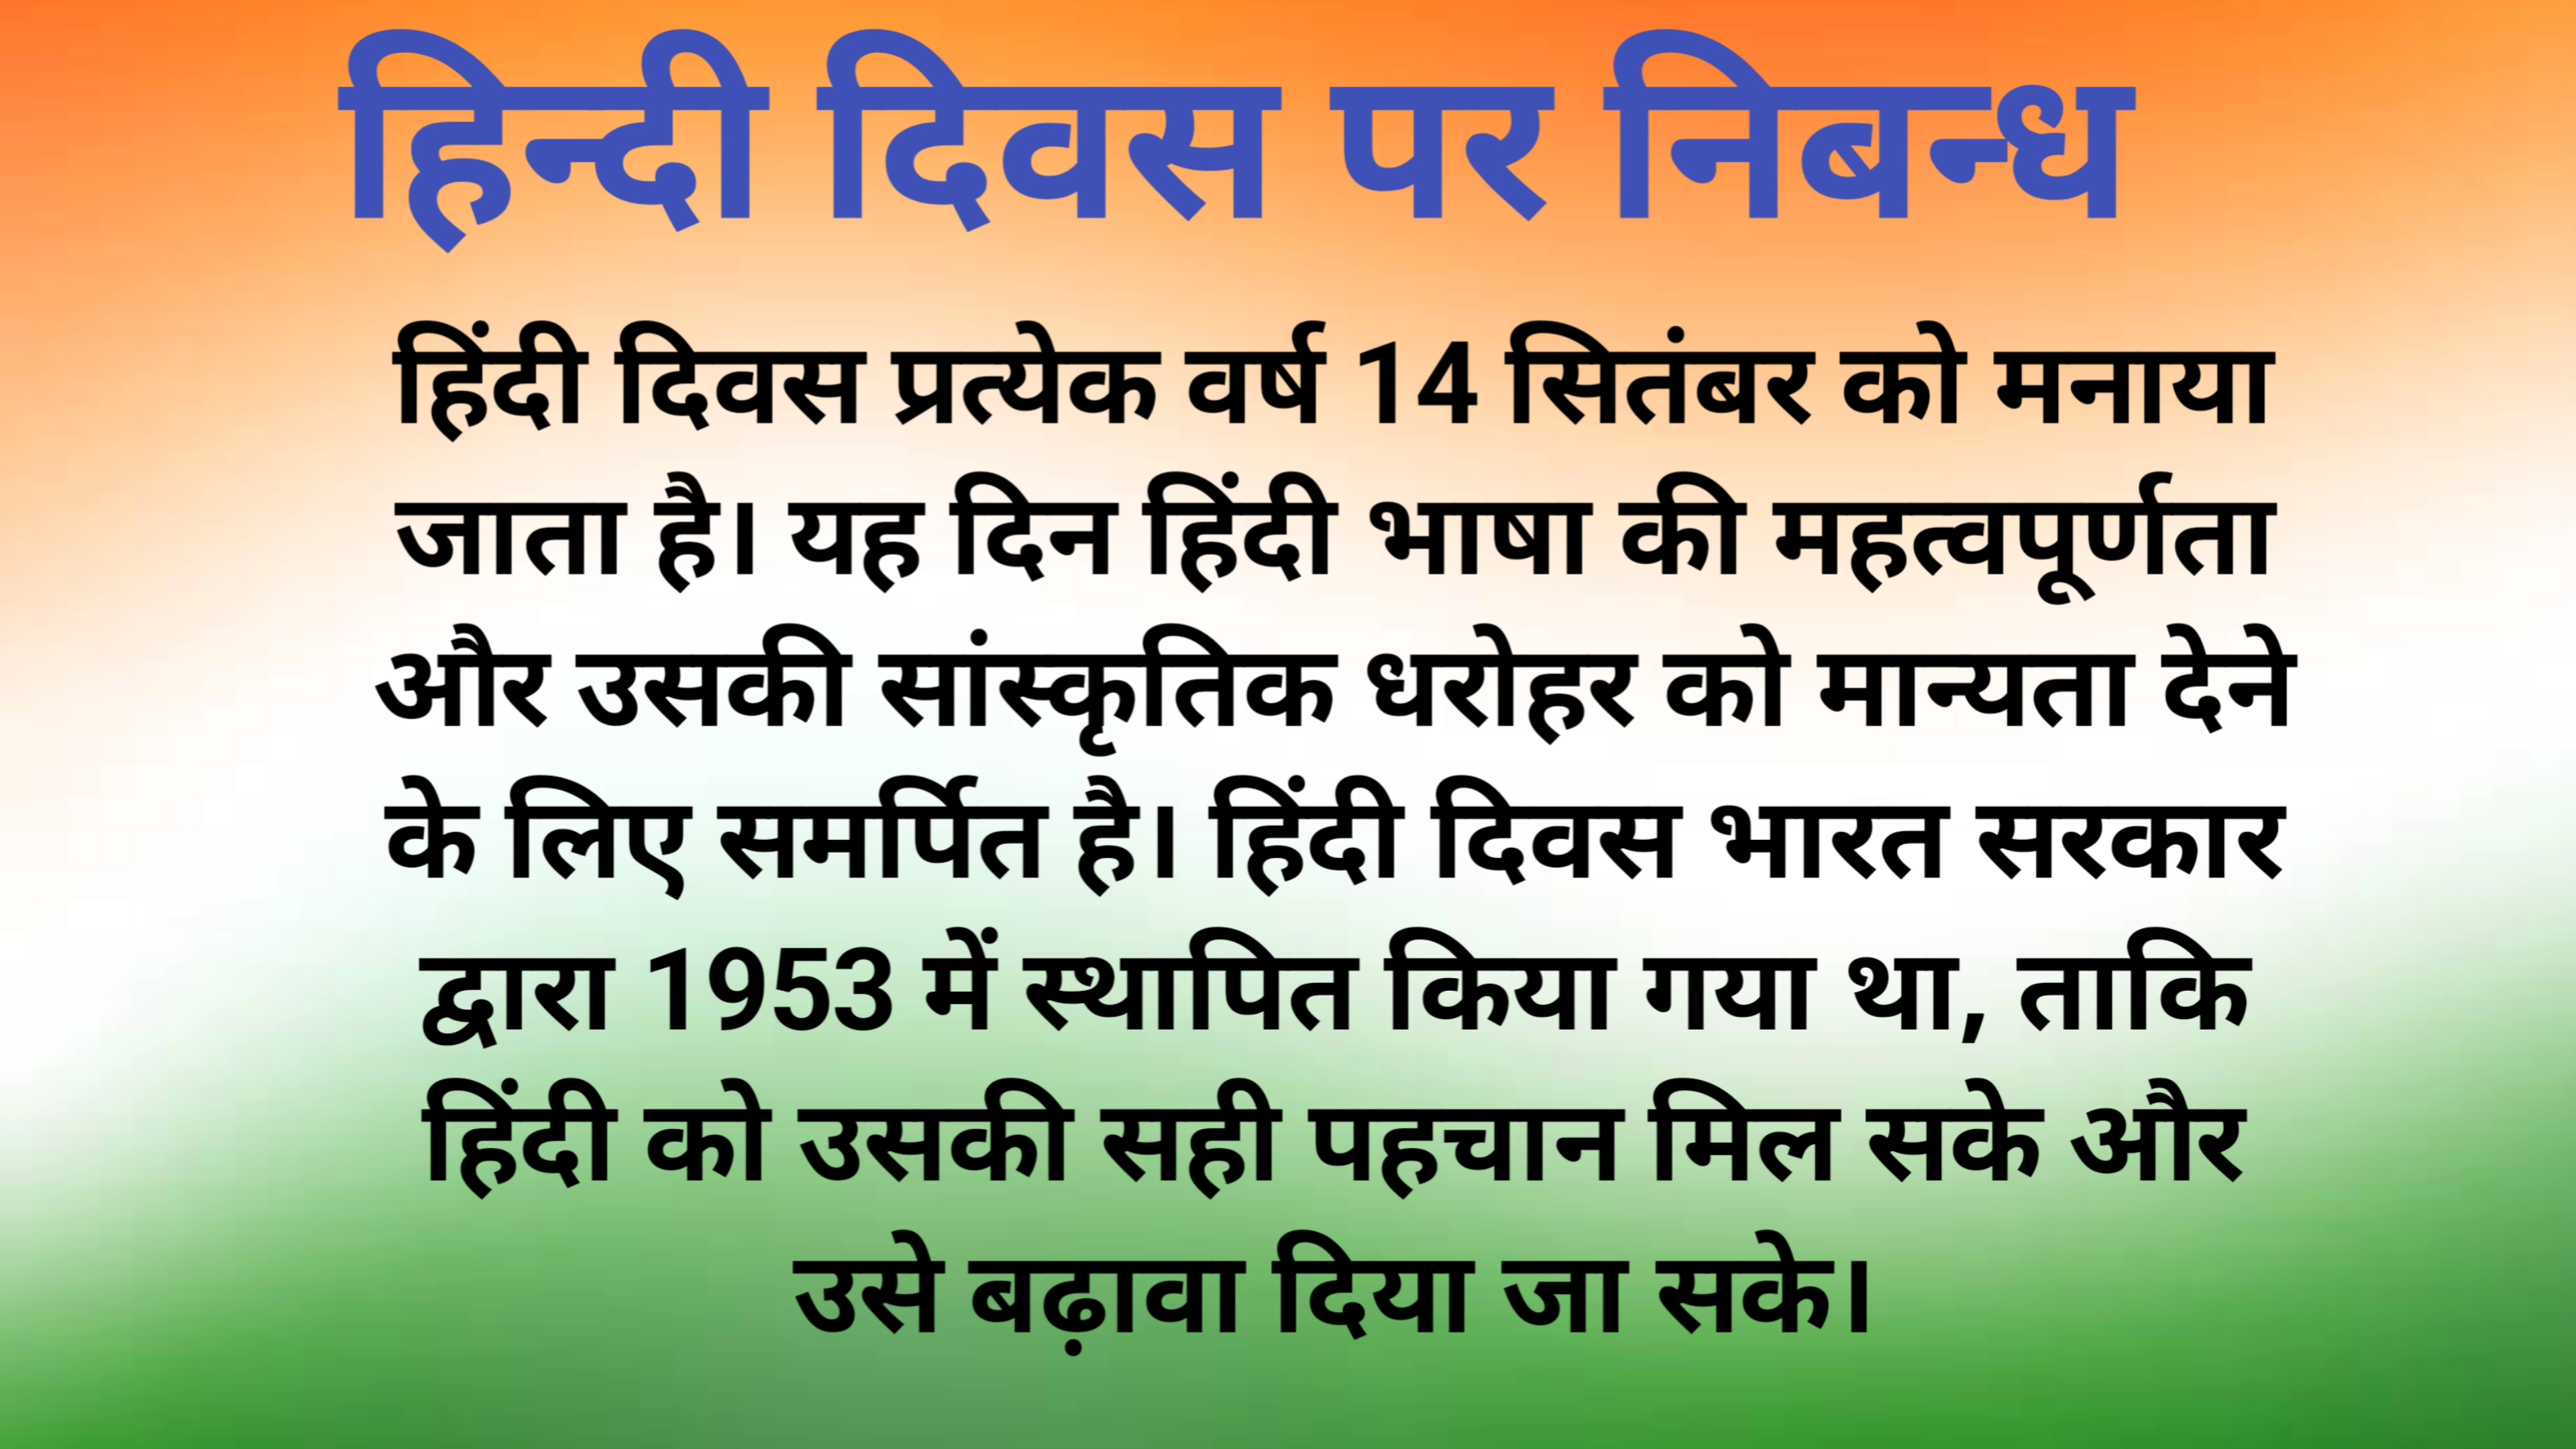 हिन्दी दिवस पर निबन्ध
हिंदी दिवस प्रत्येक वर्ष 14 सितंबर को मनाया
जाता है। यह दिन हिंदी भाषा की महत्वपूर्णता
और उसकी सांस्कृतिक धरोहर को मान्यता देने
के लिए समर्पित है। हिंदी दिवस भारत सरकार
द्वारा 1953 में स्थापित किया गया था, ताकि
हिंदी को उसकी सही पहचान मिल सके और
उसे बढ़ावा दिया जा सके।